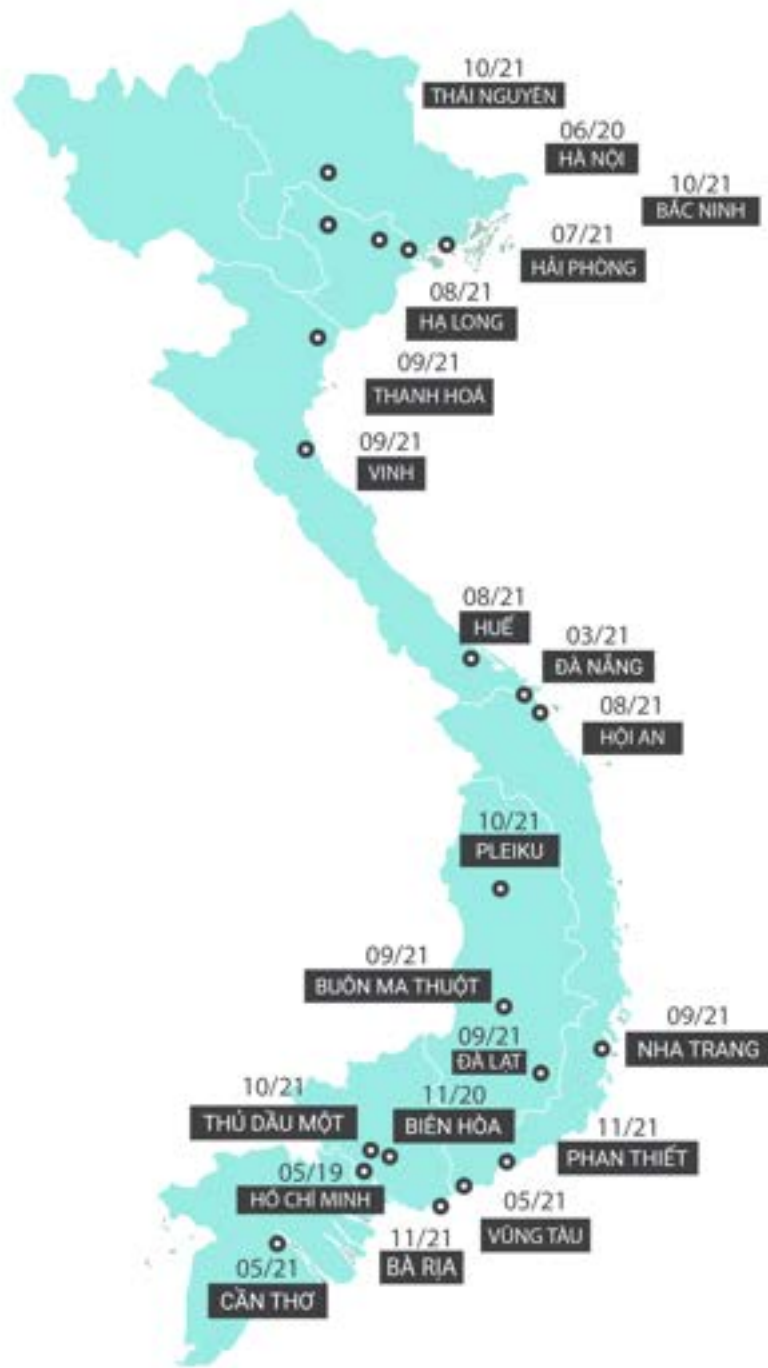 10/21
THÁI NGUYÊN
06/20
HÀ NỘI
10/21
BẮC NINH
07/21
HẢI PHÒNG
08/21
HẠ LONG
09/21
THANH HOÁ
09/21
VINH
08/21
HUẾ
03/21
ĐÀ NẴNG
08/21
HỘI AN
10/21
PLEIKU
09/21
BUÔN MA THUỘT
09/21
NHA TRANG
09/21
ĐÀ LẠT
10/21
THỦ DẦU MỘT
11/20
BIÊN HÒA
11/21
PHAN THIẾT
05/19
HỒ CHÍ MINH
05/21
VŨNG TÀU
11/21
BÀ RỊA
05/21
CẦN THƠ